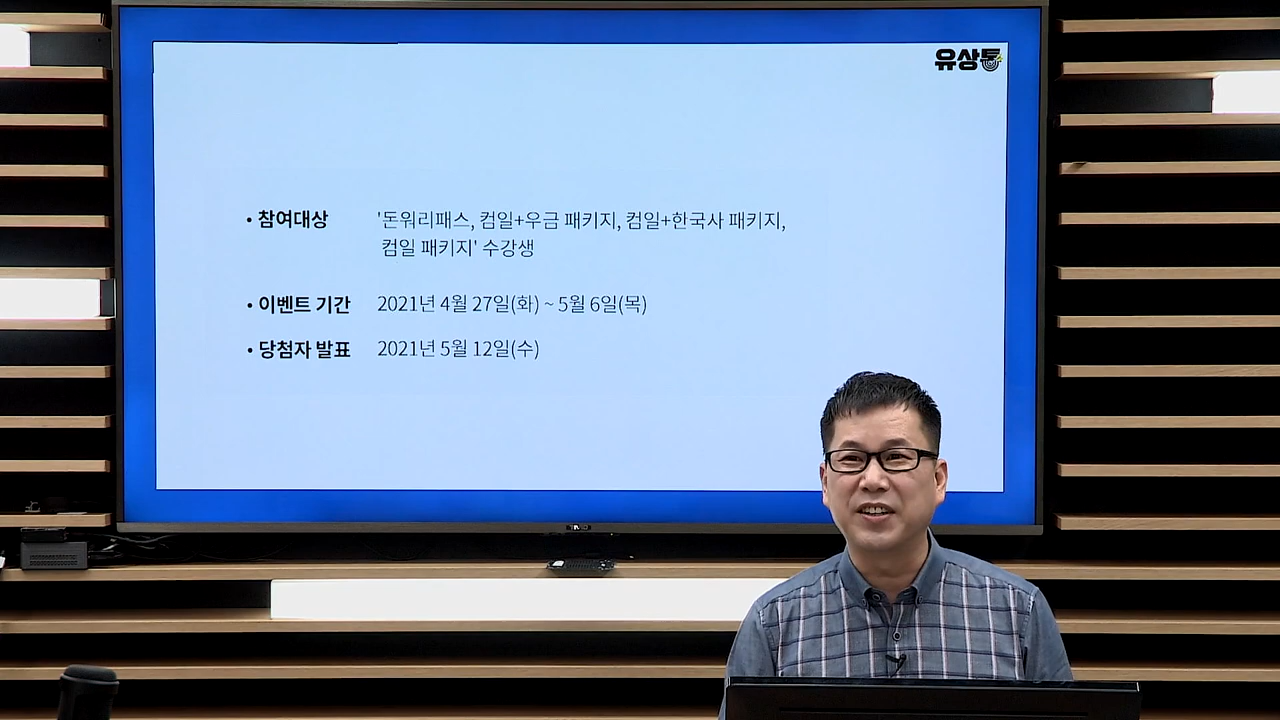 유상통
• 참여대상 '돈워리패스, 컴일+우금 패키지, 컴일+한국사 패키지,
컴일 패키지' 수강생
• 이벤트 기간 2021년 4월 27일(화) ~ 5월 6일(목)
• 당첨자 발표 2021년 5월 12일(수)